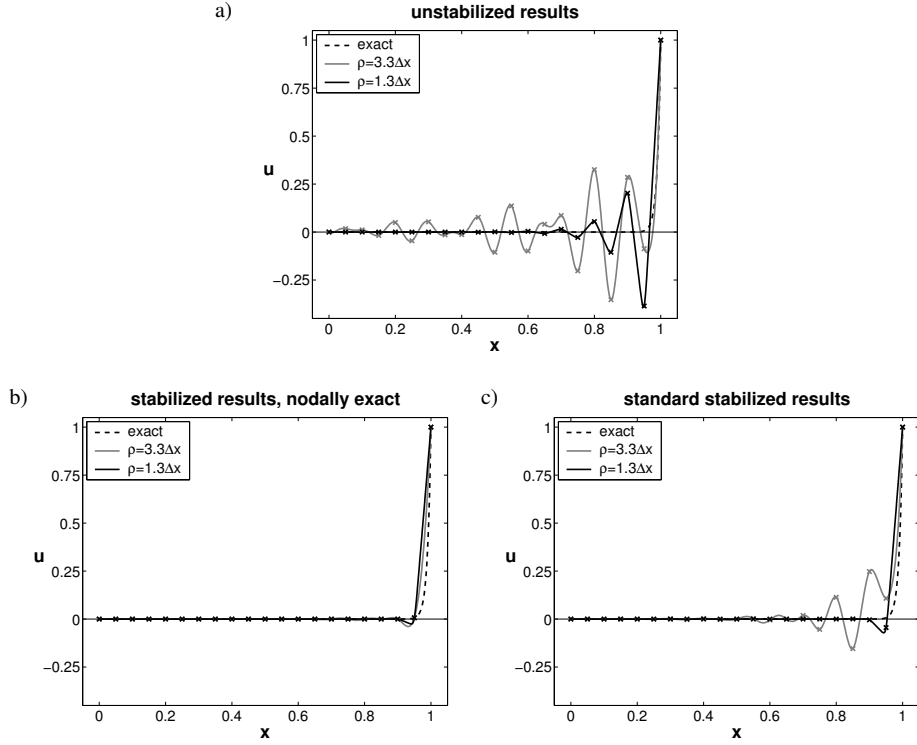 a)
unstabilized results
exact
ρ=3.3Δx
ρ=1.3Δx
1
0.75
0.5
0.25
0
−0.25
u
0 0.2 0.4 0.6 0.8 1
x
b)
stabilized results, nodally exact
exact
ρ=3.3Δx
ρ=1.3Δx
1
0.75
0.5
0.25
0
−0.25
u
0 0.2 0.4 0.6 0.8 1
x
c)
standard stabilized results
exact
ρ=3.3Δx
ρ=1.3Δx
1
0.75
0.5
0.25
0
−0.25
u
0 0.2 0.4 0.6 0.8 1
x